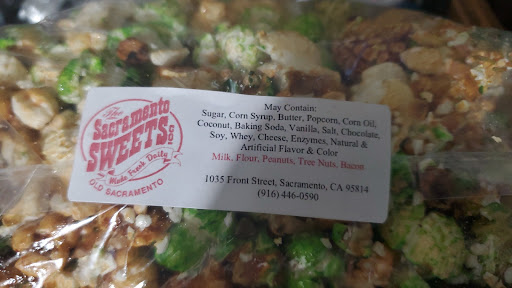 The
Sacramento
SWEETS CO.
Made Fresh Daily
OLD SACRAMENTO
May Contain:
Sugar, Corn Syrup, Butter, Popcorn, Corn Oil,
Coconut, Baking Soda, Vanilla, Salt, Chocolate,
Soy, Whey, Cheese, Enzymes, Natural &
Artificial Flavor & Color
Milk, Flour, Peanuts, Tree Nuts, Bacon
1035 Front Street, Sacramento, CA 95814
(916) 446-0590